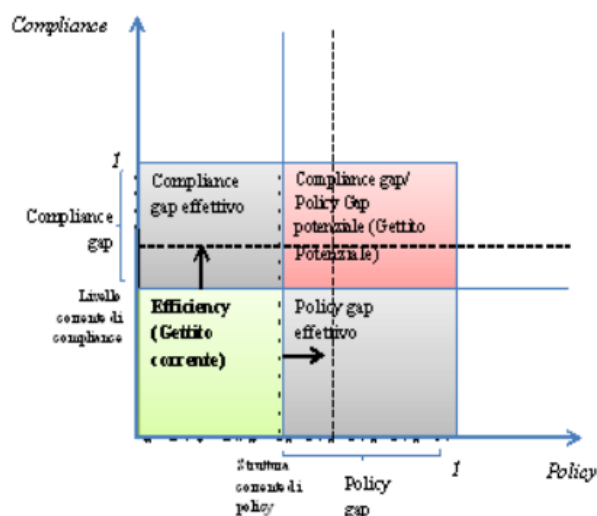 Compliance
1
Compliance
gap effettivo
Compliance gap/
Policy Gap
potenziale (Gettito
Potenziale)
Compliance
gap
Livello
corrente di
compliance
Efficiency
(Gettito
corrente)
Policy gap
effettivo
Struttura
corrente di
policy
Policy
gap
1
Policy